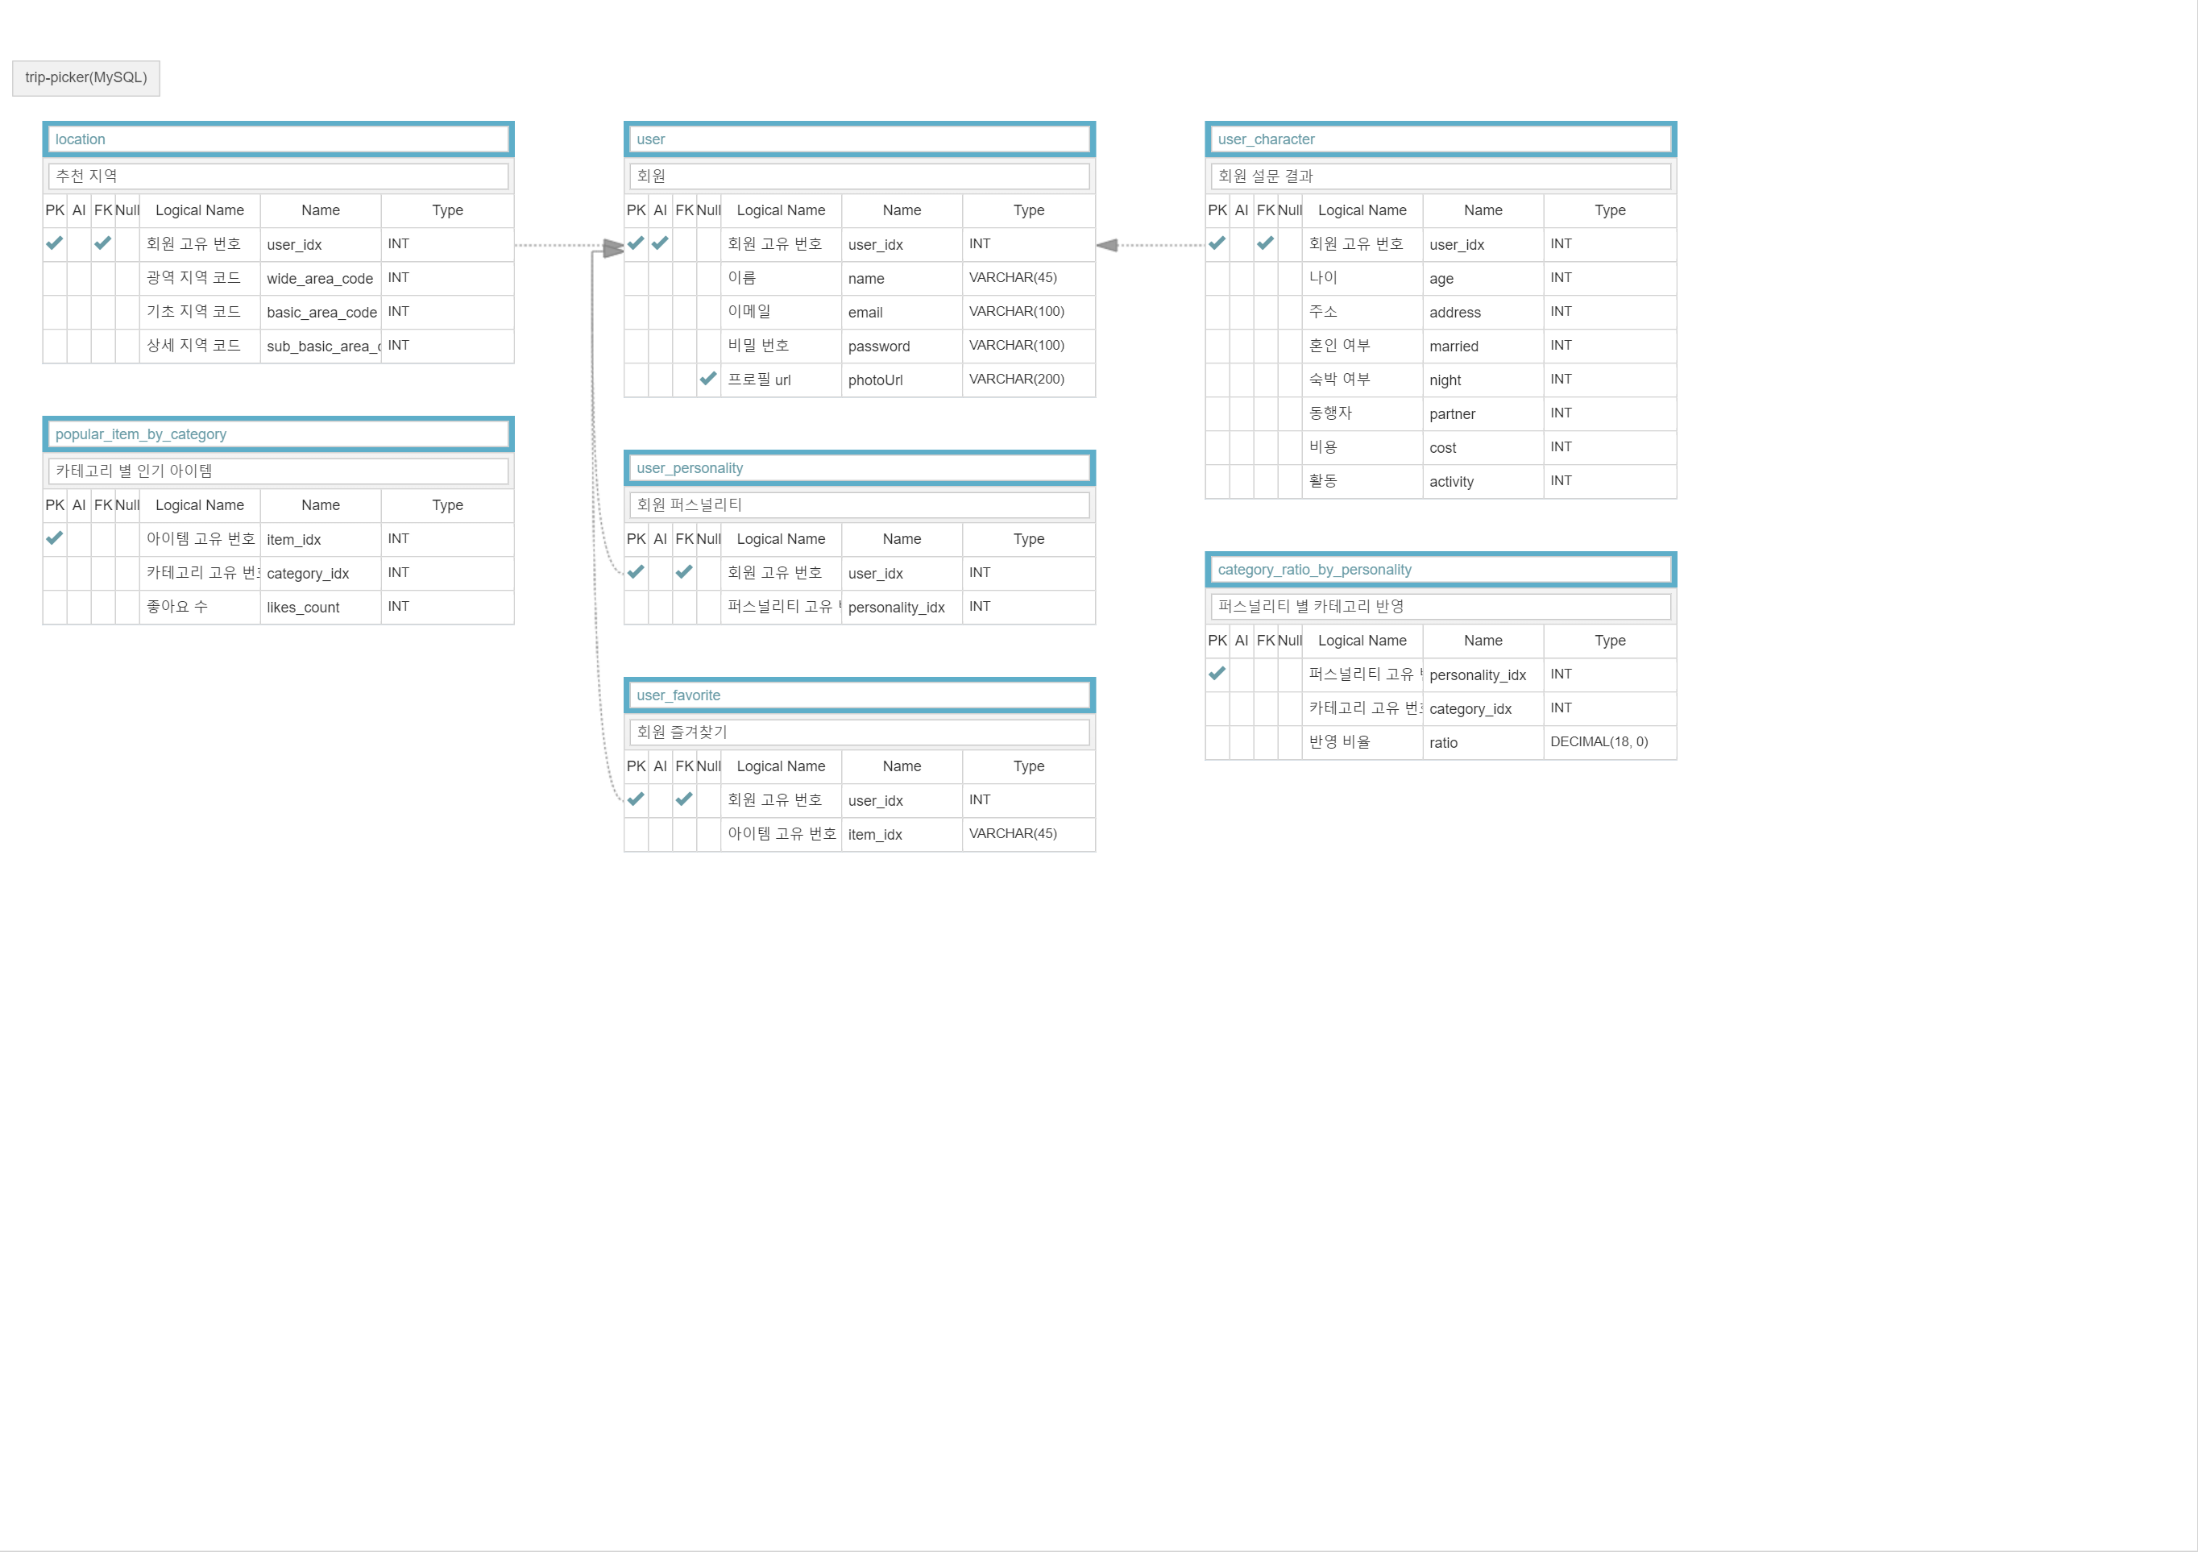 trip-picker(MySQL)
location
추천 지역
PK AI FK Null Logical Name Name Type
회원 고유 번호 user_idx INT
광역 지역 코드 wide_area_code INT
기초 지역 코드 basic_area_code INT
상세 지역 코드 sub_basic_area_ INT
popular_item_by_category
카테고리 별 인기 아이템
PK AI FK Null Logical Name Name Type
아이템 고유 번호 item_idx INT
카테고리 고유 번 category_idx INT
좋아요 수 likes_count INT
user
회원
PK AI FK Null Logical Name Name Type
회원 고유 번호 user_idx INT
이름 name VARCHAR(45)
이메일 email VARCHAR(100)
비밀 번호 password VARCHAR(100)
프로필 url photoUrl VARCHAR(200)
user_personality
회원 퍼스널리티
PK AI FK Null Logical Name Name Type
회원 고유 번호 user_idx INT
퍼스널리티 고유 personality_idx INT
user_favorite
회원 즐겨찾기
PK AI FK Null Logical Name Name Type
회원 고유 번호 user_idx INT
아이템 고유 번호 item_idx VARCHAR(45)
user_character
회원 설문 결과
PK AI FK Null Logical Name Name Type
회원 고유 번호 user_idx INT
나이 age INT
주소 address INT
혼인 여부 married INT
숙박 여부 night INT
동행자 partner INT
비용 cost INT
활동 activity INT
category_ratio_by_personality
퍼스널리티 별 카테고리 반영
PK AI FK Null Logical Name Name Type
퍼스널리티 고유 personality_idx INT
카테고리 고유 번 category_idx INT
반영 비율 ratio DECIMAL(18, 0)